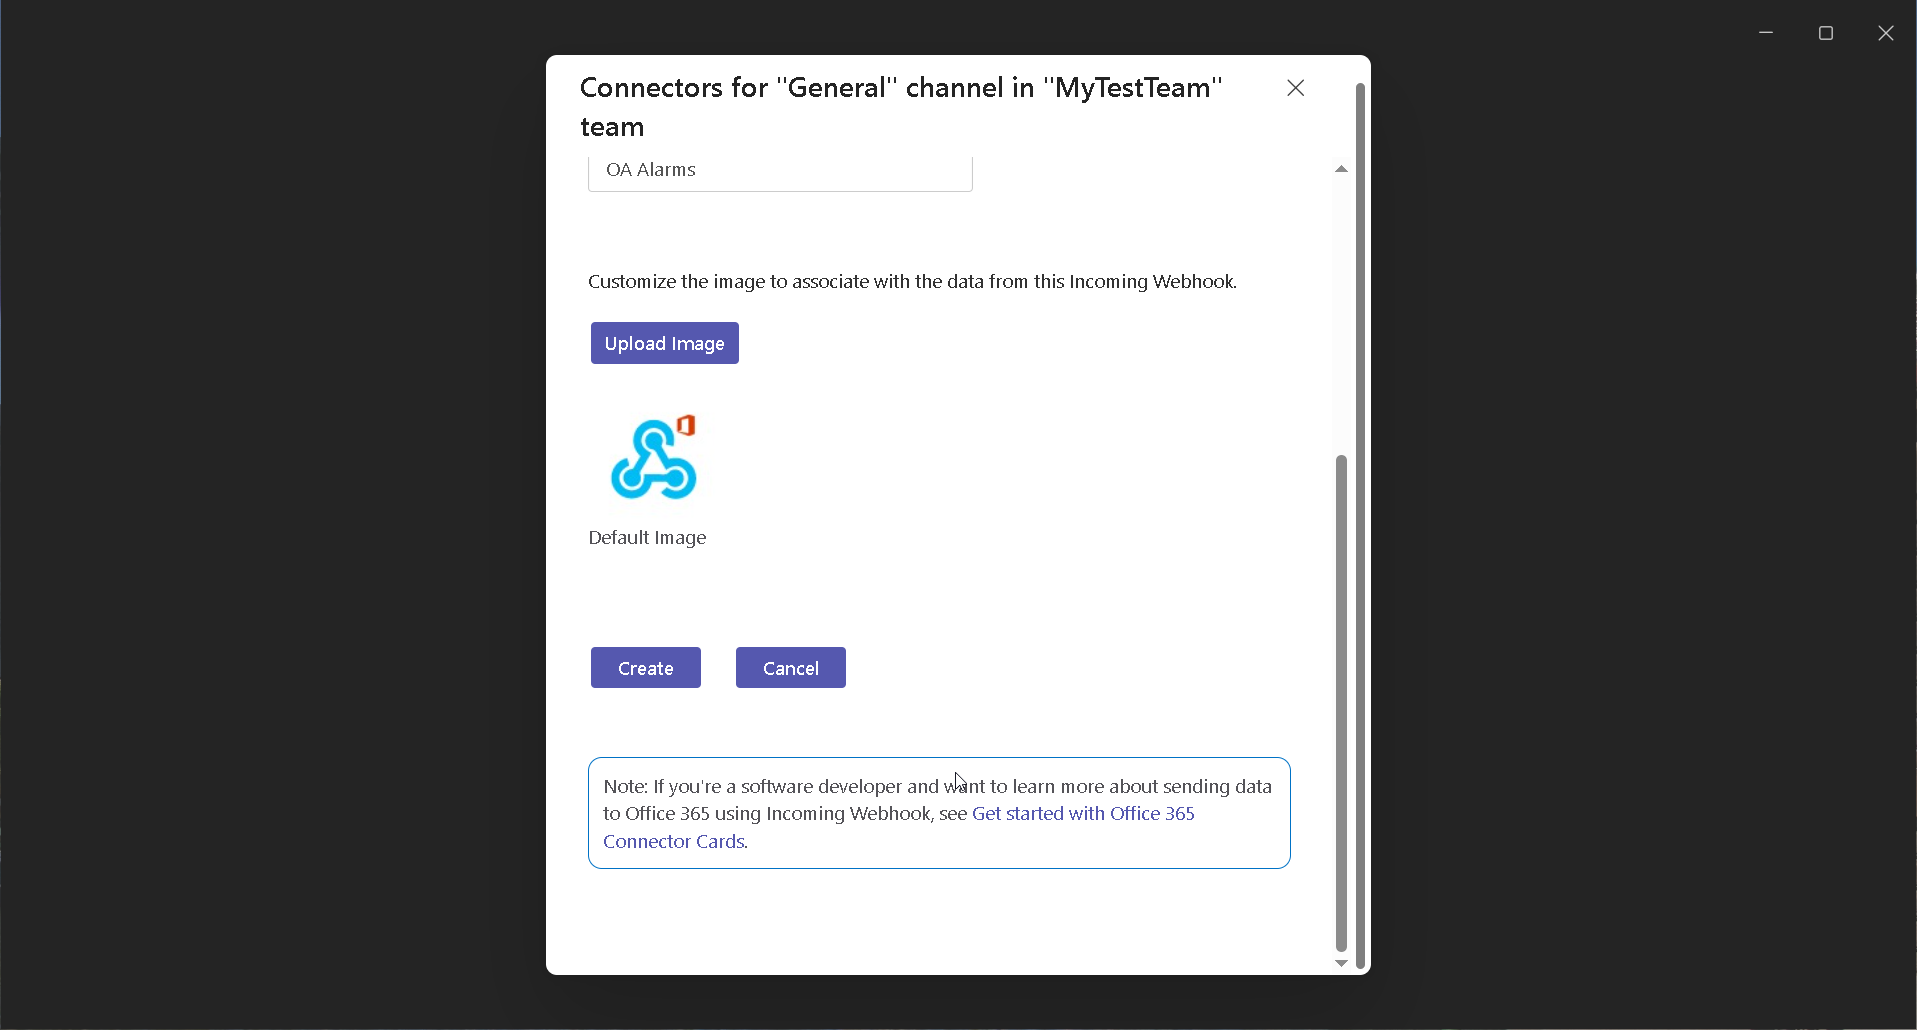 Connectors for "General" channel in "MyTestTeam"
team
OA Alarms
Customize the image to associate with the data from this Incoming Webhook.
Upload Image
Default Image
Create
Cancel
Note: If you're a software developer and want to learn more about sending data
to Office 365 using Incoming Webhook, see Get started with Office 365
Connector Cards.